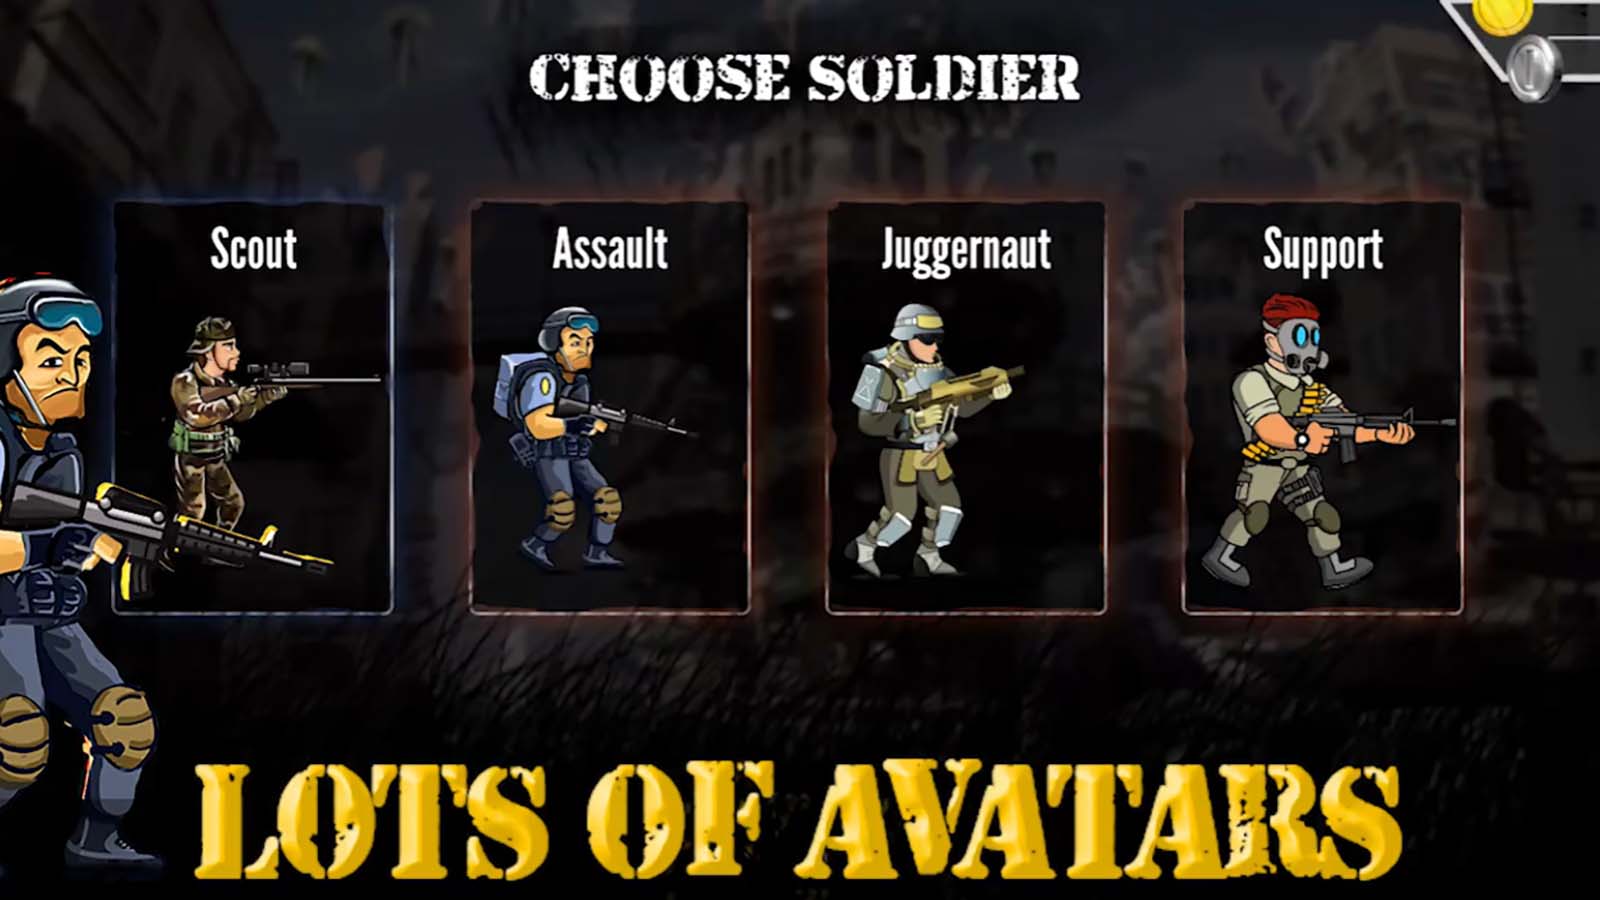 CHOOSE SOLDIER
Scout
Assault
Juggernaut
Support
LOTS OF AVATARS